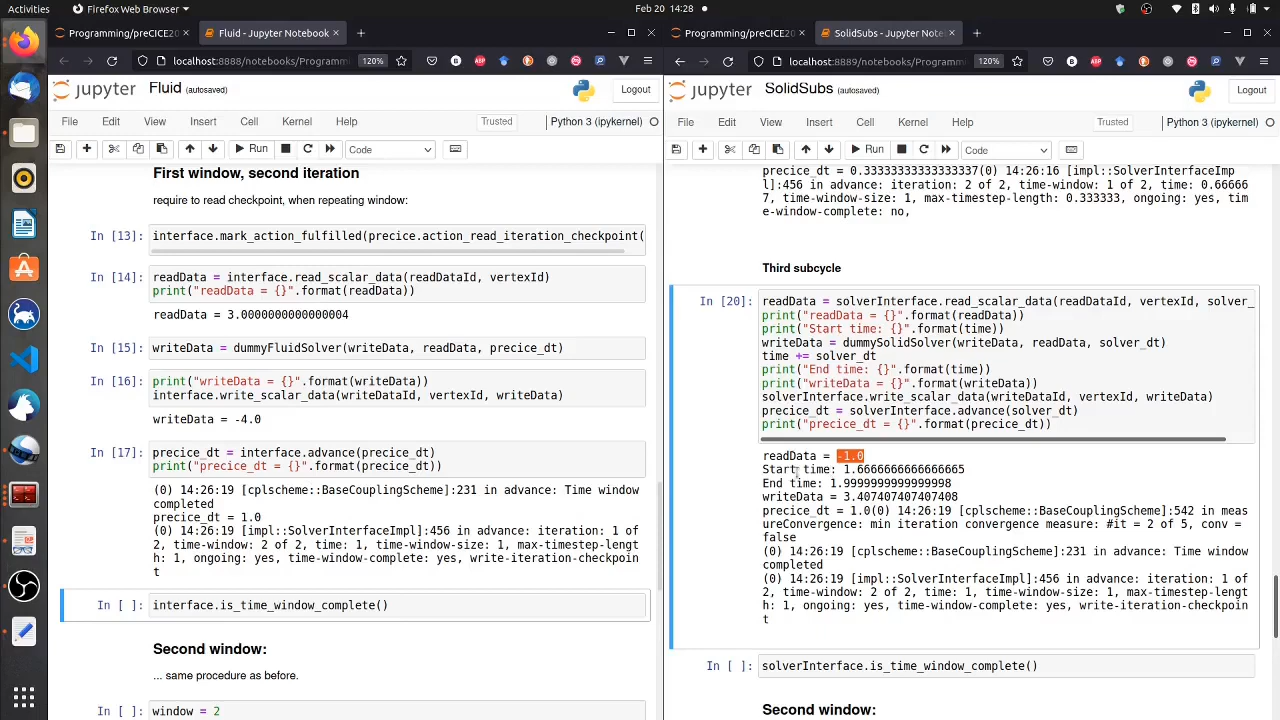 Activities
Firefox Web Browser
Feb 20 14:28
Programming/preCICE20
Fluid - Jupyter Notebook
localhost:8888/notebooks/Programm
120%
jupyter Fluid (autosaved)
Logout
File Edit View Insert Cell Kernel Help
Trusted
Python 3 (ipykernel)
Run
Code
First window, second iteration
require to read checkpoint, when repeating window:
In [13]: interface.mark_action_fulfilled(precice.action_read_iteration_checkpoint(
In [14]: readData = interface.read_scalar_data(readDataId, vertexId)
print("readData = {}".format(readData))
readData = 3.0000000000000004
In [15]: writeData = dummyFluidSolver(writeData, readData, precice_dt)
In [16]: print("writeData = {}".format(writeData))
interface.write_scalar_data(writeDataId, vertexId, writeData)
writeData = -4.0
In [17]: precice_dt = interface.advance(precice_dt)
print("precice_dt = {}".format(precice_dt))
(0) 14:26:19 [cplscheme::BaseCouplingScheme]:231 in advance: Time window
completed
precice_dt = 1.0
(0) 14:26:19 [impl::SolverInterfaceImpl]:456 in advance: iteration: 1 of
2, time-window: 2 of 2, time: 1, time-window-size: 1, max-timestep-lengt
h: 1, ongoing: yes, time-window-complete: yes, write-iteration-checkpoin
t
In [ ]: interface.is_time_window_complete()
Second window:
... same procedure as before.
In [ ]: window = 2
Programming/preCICE20
SolidSubs - Jupyter Note
localhost:8889/notebooks/Programm
120%
jupyter SolidSubs (autosaved)
Logout
File Edit View Insert Cell Kernel Help
Trusted
Python 3 (ipykernel)
Run
Code
precice_dt = 0.33333333333333337(0) 14:26:16 [impl::SolverInterfaceImp
l]:456 in advance: iteration: 2 of 2, time-window: 1 of 2, time: 0.66666
7, time-window-size: 1, max-timestep-length: 0.333333, ongoing: yes, tim
e-window-complete: no,
Third subcycle
In [20]: readData = solverInterface.read_scalar_data(readDataId, vertexId, solver_
print("readData = {}".format(readData))
print("Start time: {}".format(time))
writeData = dummySolidSolver(writeData, readData, solver_dt)
time += solver_dt
print("End time: {}".format(time))
print("writeData = {}".format(writeData))
solverInterface.write_scalar_data(writeDataId, vertexId, writeData)
precice_dt = solverInterface.advance(solver_dt)
print("precice_dt = {}".format(precice_dt))
readData = -1.0
Start time: 1.6666666666666665
End time: 1.9999999999999998
writeData = 3.407407407407408
precice_dt = 1.0(0) 14:26:19 [cplscheme::BaseCouplingScheme]:542 in mea
sureConvergence: min iteration convergence measure: #it = 2 of 5, conv =
false
(0) 14:26:19 [cplscheme::BaseCouplingScheme]:231 in advance: Time window
completed
(0) 14:26:19 [impl::SolverInterfaceImpl]:456 in advance: iteration: 1 of
2, time-window: 2 of 2, time: 1, time-window-size: 1, max-timestep-lengt
h: 1, ongoing: yes, time-window-complete: yes, write-iteration-checkpoin
t
In [ ]: solverInterface.is_time_window_complete()
Second window: